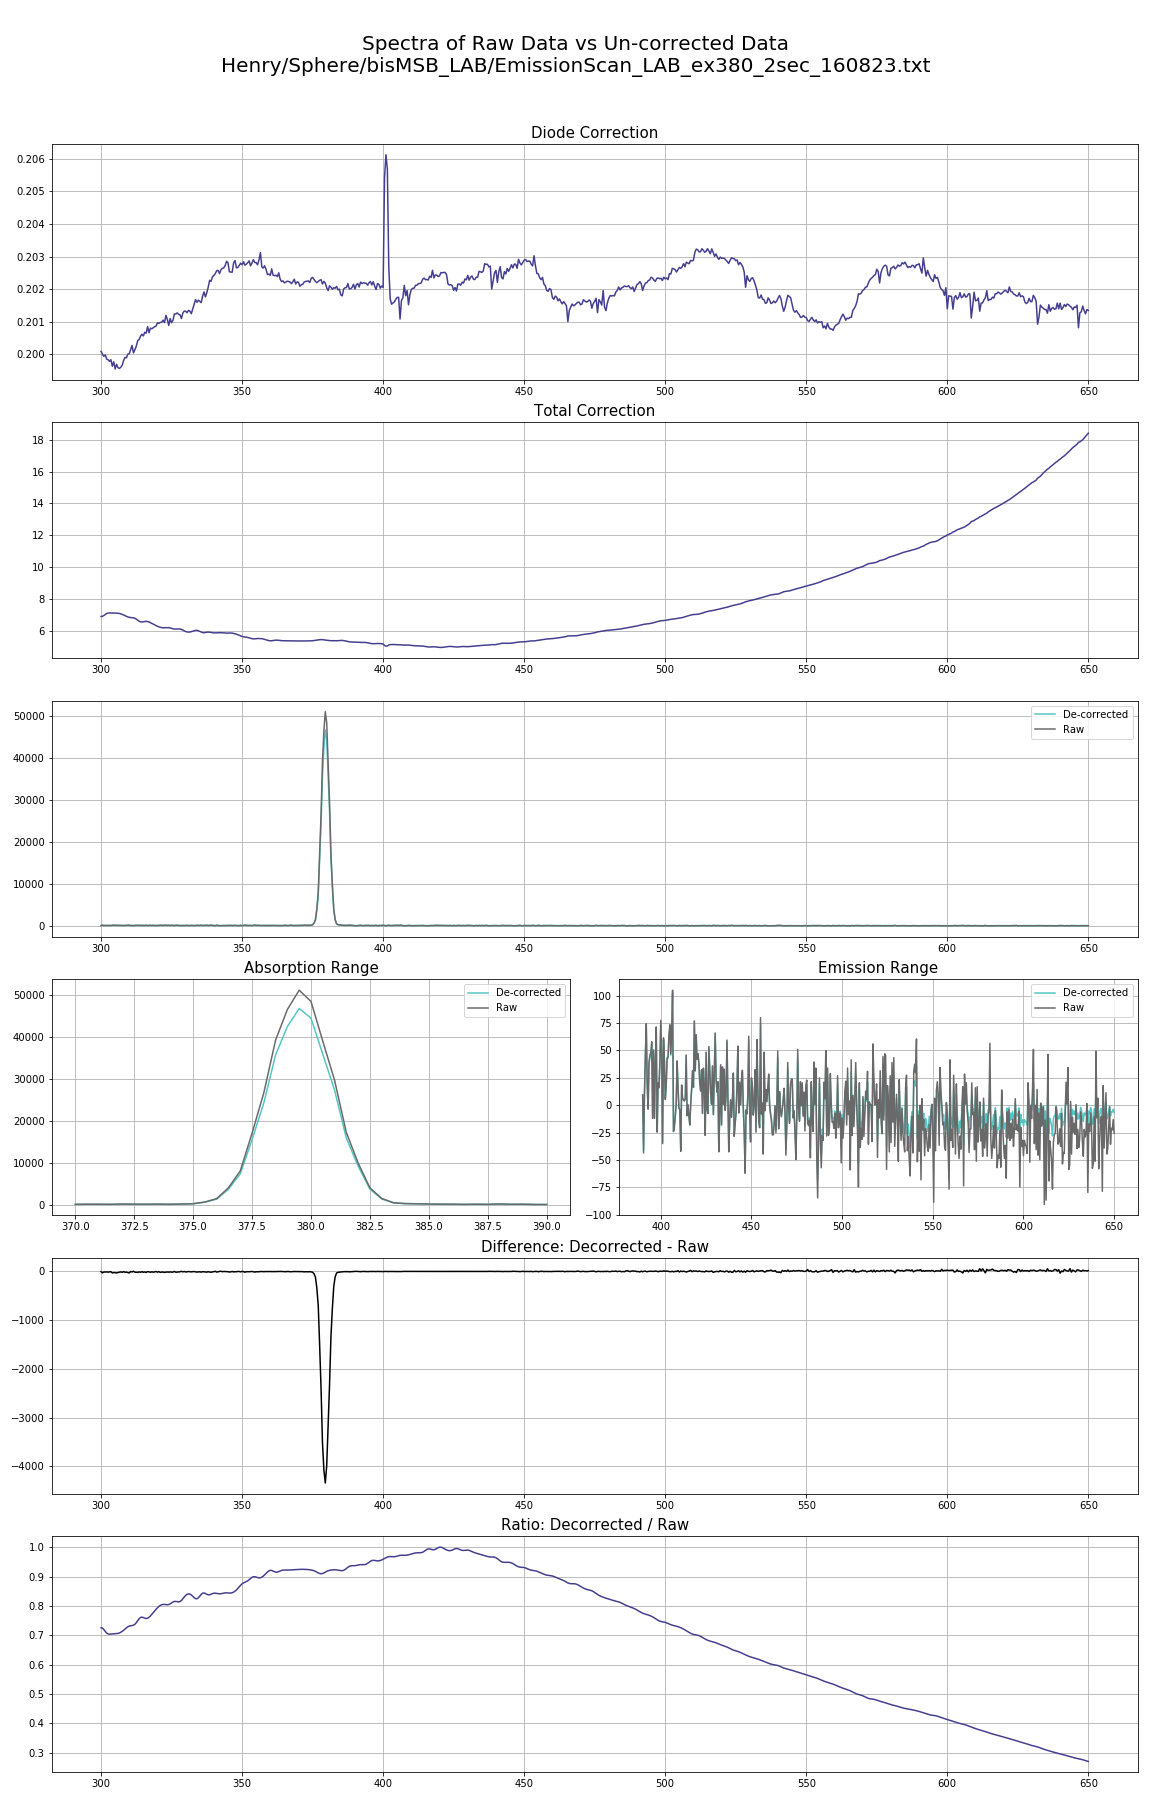 Spectra of Raw Data vs Un-corrected Data
Henry/Sphere/bisMSB_LAB/EmissionScan_LAB_ex380_2sec_160823.txt
Diode Correction
0.206
0.205
0.204
0.203
0.202
0.201
0.200
300 350 400 450 500 550 600 650
Total Correction
18
16
14
12
10
8
6
300 350 400 450 500 550 600 650
De-corrected
Raw
50000
40000
30000
20000
10000
0
300 350 400 450 500 550 600 650
Absorption Range
De-corrected
Raw
50000
40000
30000
20000
10000
0
370.0 372.5 375.0 377.5 380.0 382.5 385.0 387.5 390.0
Emission Range
De-corrected
Raw
100
75
50
25
0
−25
−50
−75
−100
400 450 500 550 600 650
Difference: Decorrected - Raw
0
−1000
−2000
−3000
−4000
300 350 400 450 500 550 600 650
Ratio: Decorrected / Raw
1.0
0.9
0.8
0.7
0.6
0.5
0.4
0.3
300 350 400 450 500 550 600 650